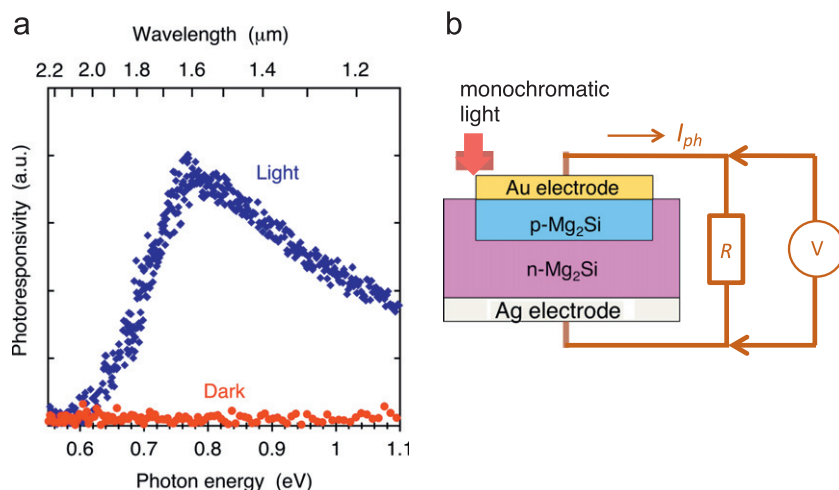 a
Wavelength (μm)
2.2 2.0 1.8 1.6 1.4 1.2
Photoresponsivity (a.u.)
Light
Dark
0.6 0.7 0.8 0.9 1 1.1
Photon energy (eV)
b
monochromatic
light
I_ph
Au electrode
p-Mg₂Si
n-Mg₂Si
Ag electrode
R
V